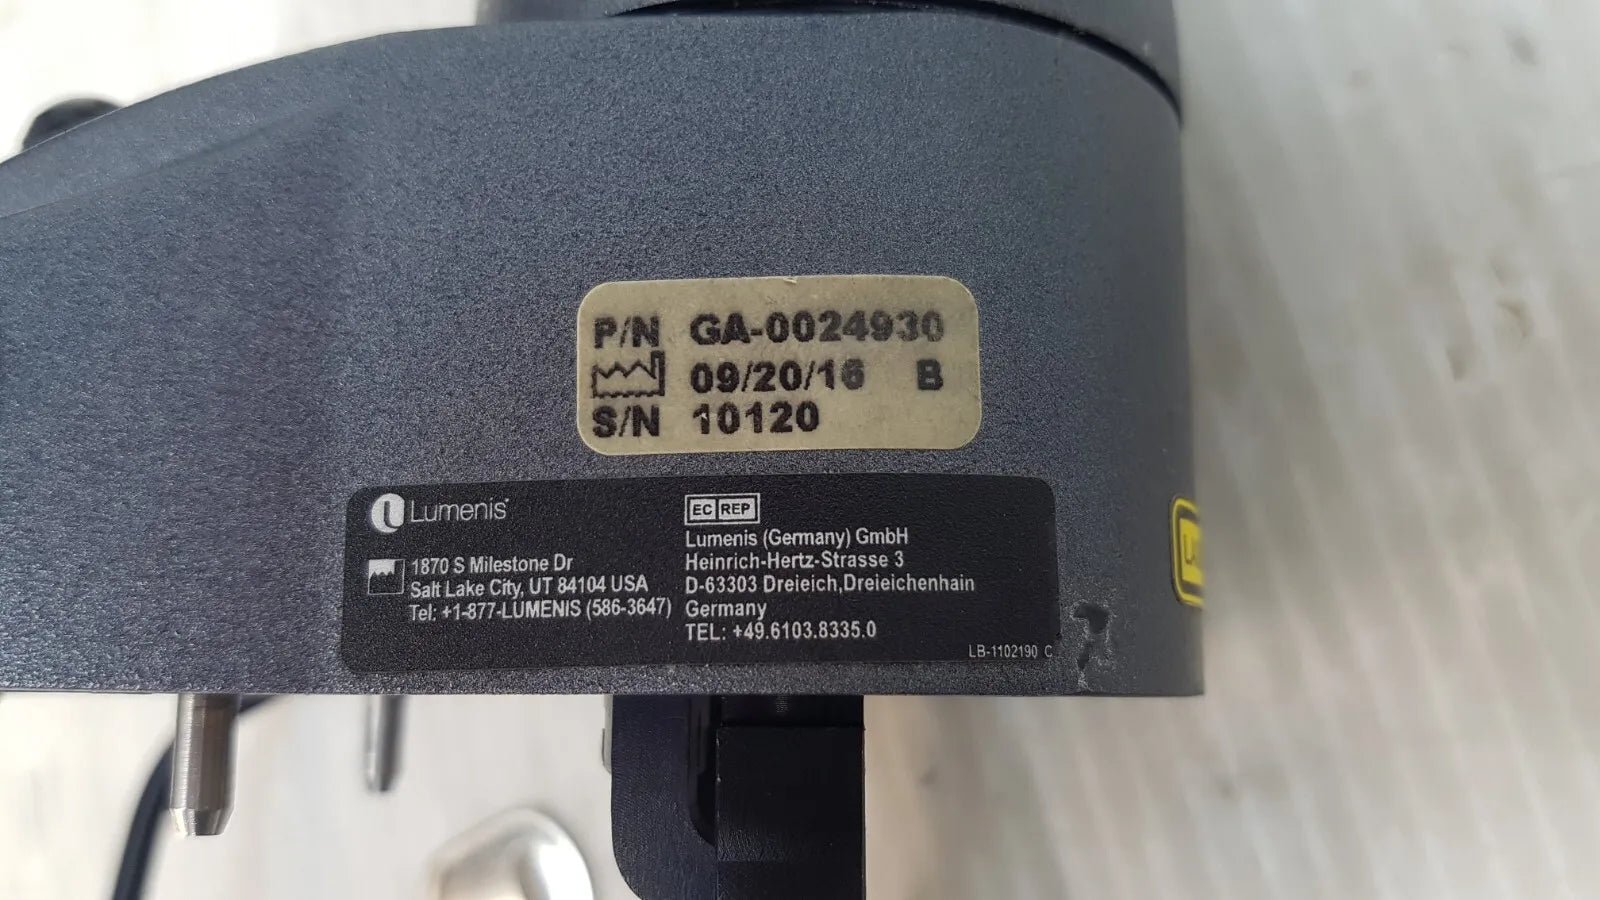 P/N GA-0024930
09/20/16 B
S/N 10120
Lumenis
1870 S Milestone Dr
Salt Lake City, UT 84104 USA
Tel: +1-877-LUMENIS (586-3647)
EC REP
Lumenis (Germany) GmbH
Heinrich-Hertz-Strasse 3
D-63303 Dreieich,Dreieichenhain
Germany
TEL: +49.6103.8335.0
LB-1102190 C